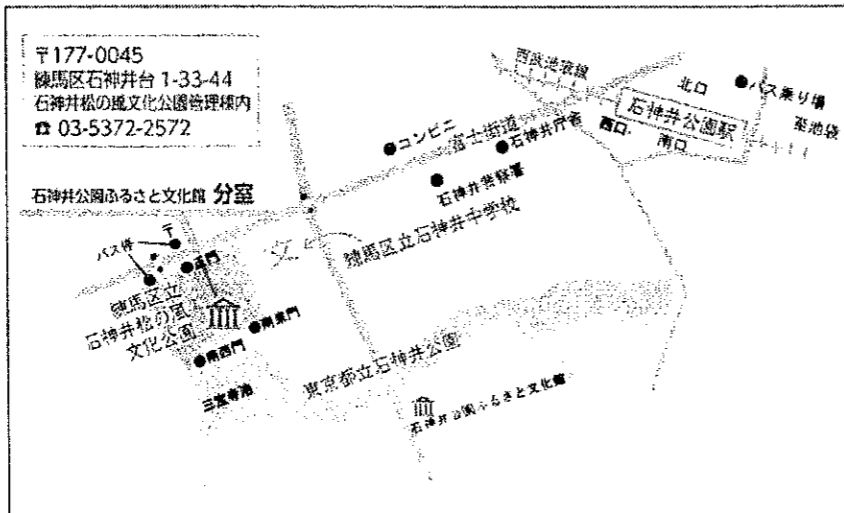 〒177-0045
練馬区石神井台 1-33-44
石神井松の風文化公園管理棟内
☎ 03-5372-2572
石神井公園ふるさと文化館 分室
西武池袋線
北口
バス乗り場
石神井公園駅
至池袋
西口
南口
コンビニ
富士街道
石神井庁舎
石神井警察署
練馬区立石神井中学校
〒
バス停
正門
練馬区立
石神井松の風
文化公園
南東門
南西門
三宝寺池
東京都立石神井公園
石神井公園ふるさと文化館